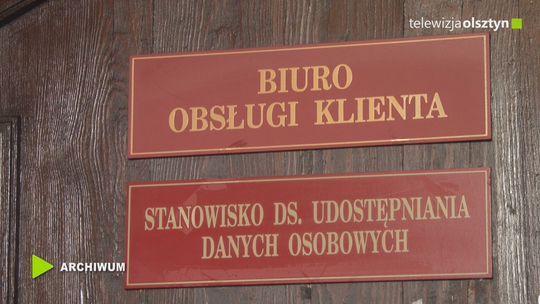 telewizjaolsztyn
BIURO
OBSŁUGI KLIENTA
STANOWISKO DS. UDOSTĘPNIANIA
DANYCH OSOBOWYCH
ARCHIWUM